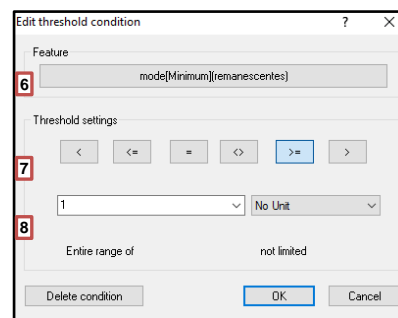 Edit threshold condition ? ×
Feature
6
mode[Minimum](remanescentes)
Threshold settings
< <= = <> >= >
7
1 No Unit
8
Entire range of not limited
Delete condition OK Cancel